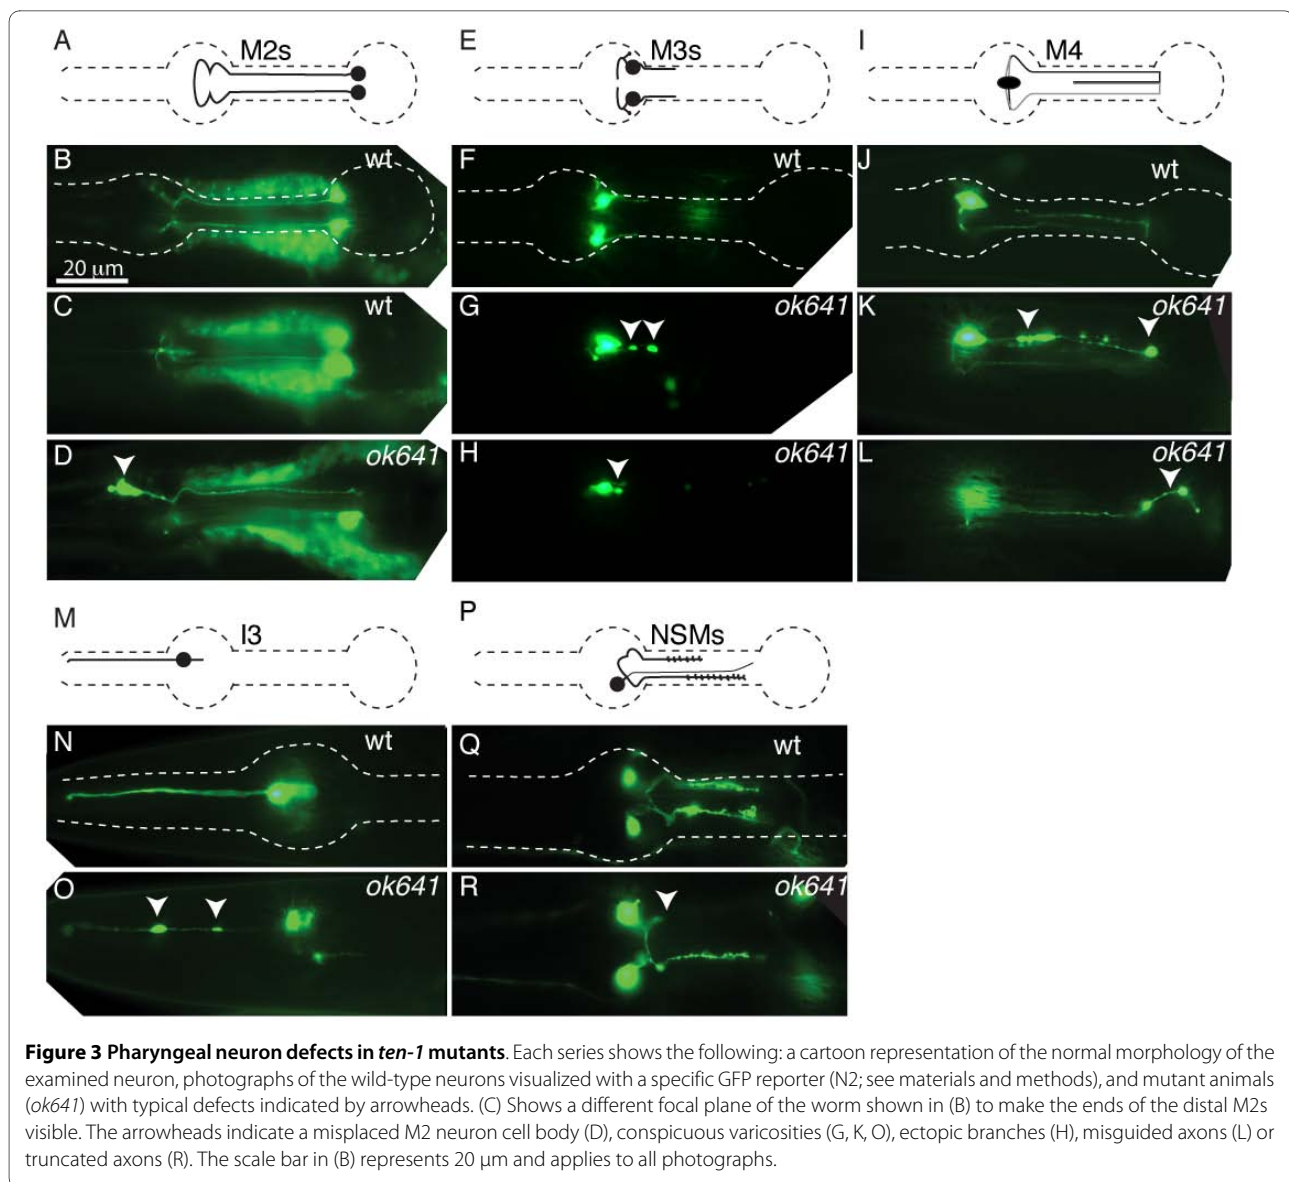 A M2s
E M3s
I M4
B wt
20 µm
F wt
J wt
C wt
G ok641
K ok641
D ok641
H ok641
L ok641
M I3
P NSMs
N wt
Q wt
O ok641
R ok641
Figure 3 Pharyngeal neuron defects in ten-1 mutants. Each series shows the following: a cartoon representation of the normal morphology of the
examined neuron, photographs of the wild-type neurons visualized with a specific GFP reporter (N2; see materials and methods), and mutant animals
(ok641) with typical defects indicated by arrowheads. (C) Shows a different focal plane of the worm shown in (B) to make the ends of the distal M2s
visible. The arrowheads indicate a misplaced M2 neuron cell body (D), conspicuous varicosities (G, K, O), ectopic branches (H), misguided axons (L) or
truncated axons (R). The scale bar in (B) represents 20 µm and applies to all photographs.